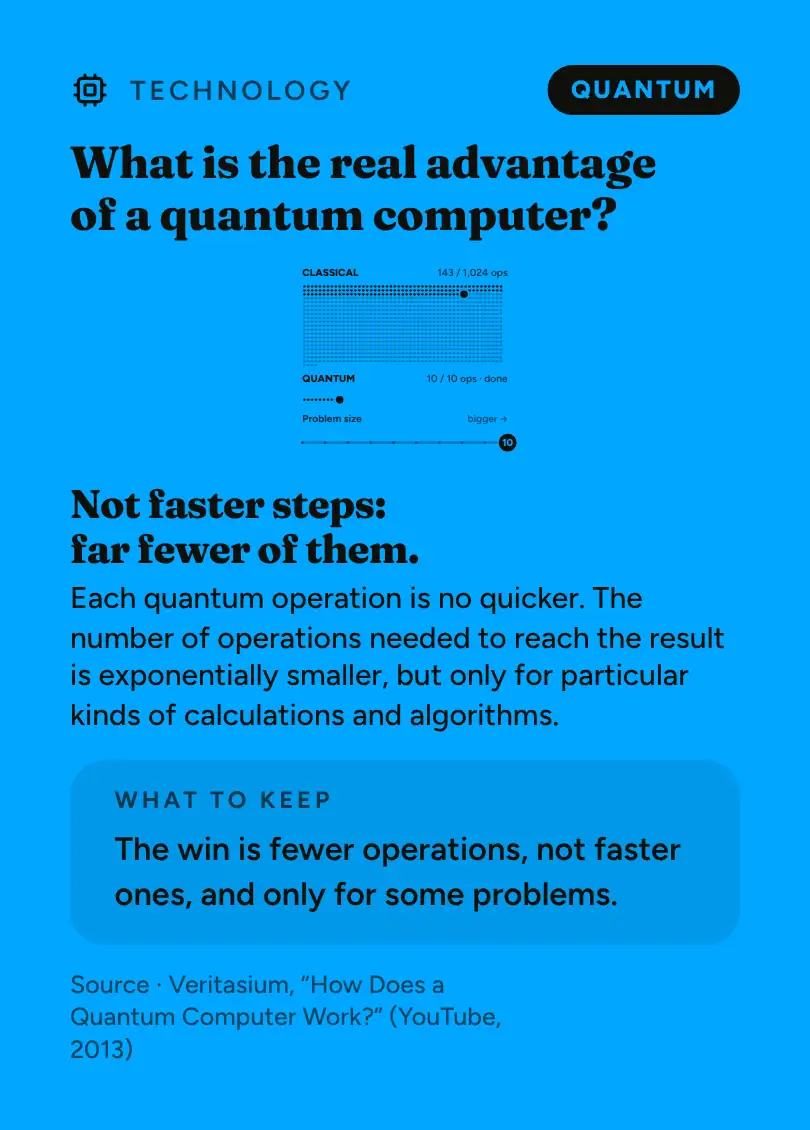 TECHNOLOGY
QUANTUM
What is the real advantage
of a quantum computer?
CLASSICAL
143 / 1,024 ops
QUANTUM
10 / 10 ops · done
Problem size
bigger →
10
Not faster steps:
far fewer of them.
Each quantum operation is no quicker. The
number of operations needed to reach the result
is exponentially smaller, but only for particular
kinds of calculations and algorithms.
WHAT TO KEEP
The win is fewer operations, not faster
ones, and only for some problems.
Source · Veritasium, “How Does a
Quantum Computer Work?” (YouTube,
2013)